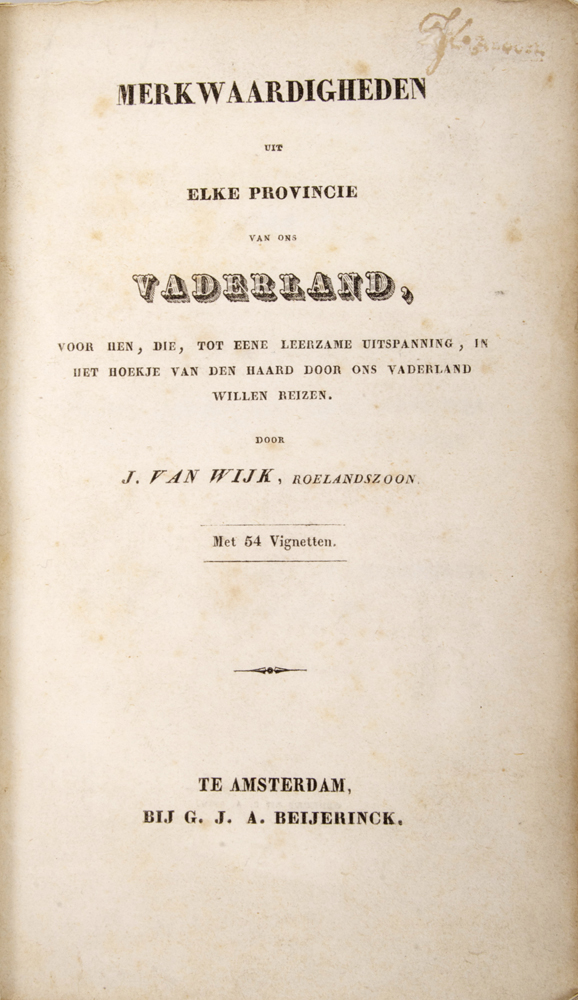 MERKWAARDIGHEDEN
UIT
ELKE PROVINCIE
VAN ONS
VADERLAND,
VOOR HEN, DIE, TOT EENE LEERZAME UITSPANNING, IN
HET HOEKJE VAN DEN HAARD DOOR ONS VADERLAND
WILLEN REIZEN.
DOOR
J. VAN WIJK, ROELANDSZOON.
Met 54 Vignetten.
TE AMSTERDAM,
BIJ G. J. A. BEIJERINCK.